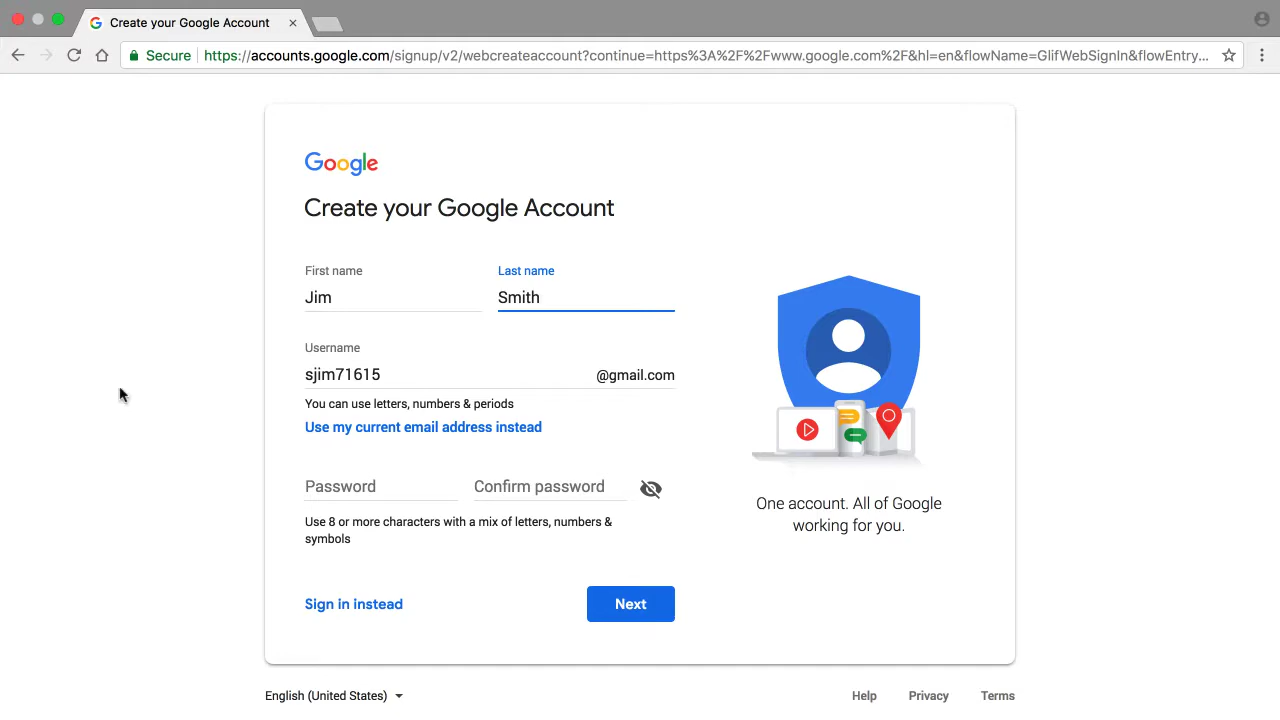 Create your Google Account
Secure https://accounts.google.com/signup/v2/webcreateaccount?continue=https%3A%2F%2Fwww.google.com%2F&hl=en&flowName=GlifWebSignIn&flowEntry...
Google
Create your Google Account
First name Last name
Jim Smith
Username
sjim71615 @gmail.com
You can use letters, numbers & periods
Use my current email address instead
Password Confirm password
Use 8 or more characters with a mix of letters, numbers &
symbols
Sign in instead Next
One account. All of Google
working for you.
English (United States) Help Privacy Terms